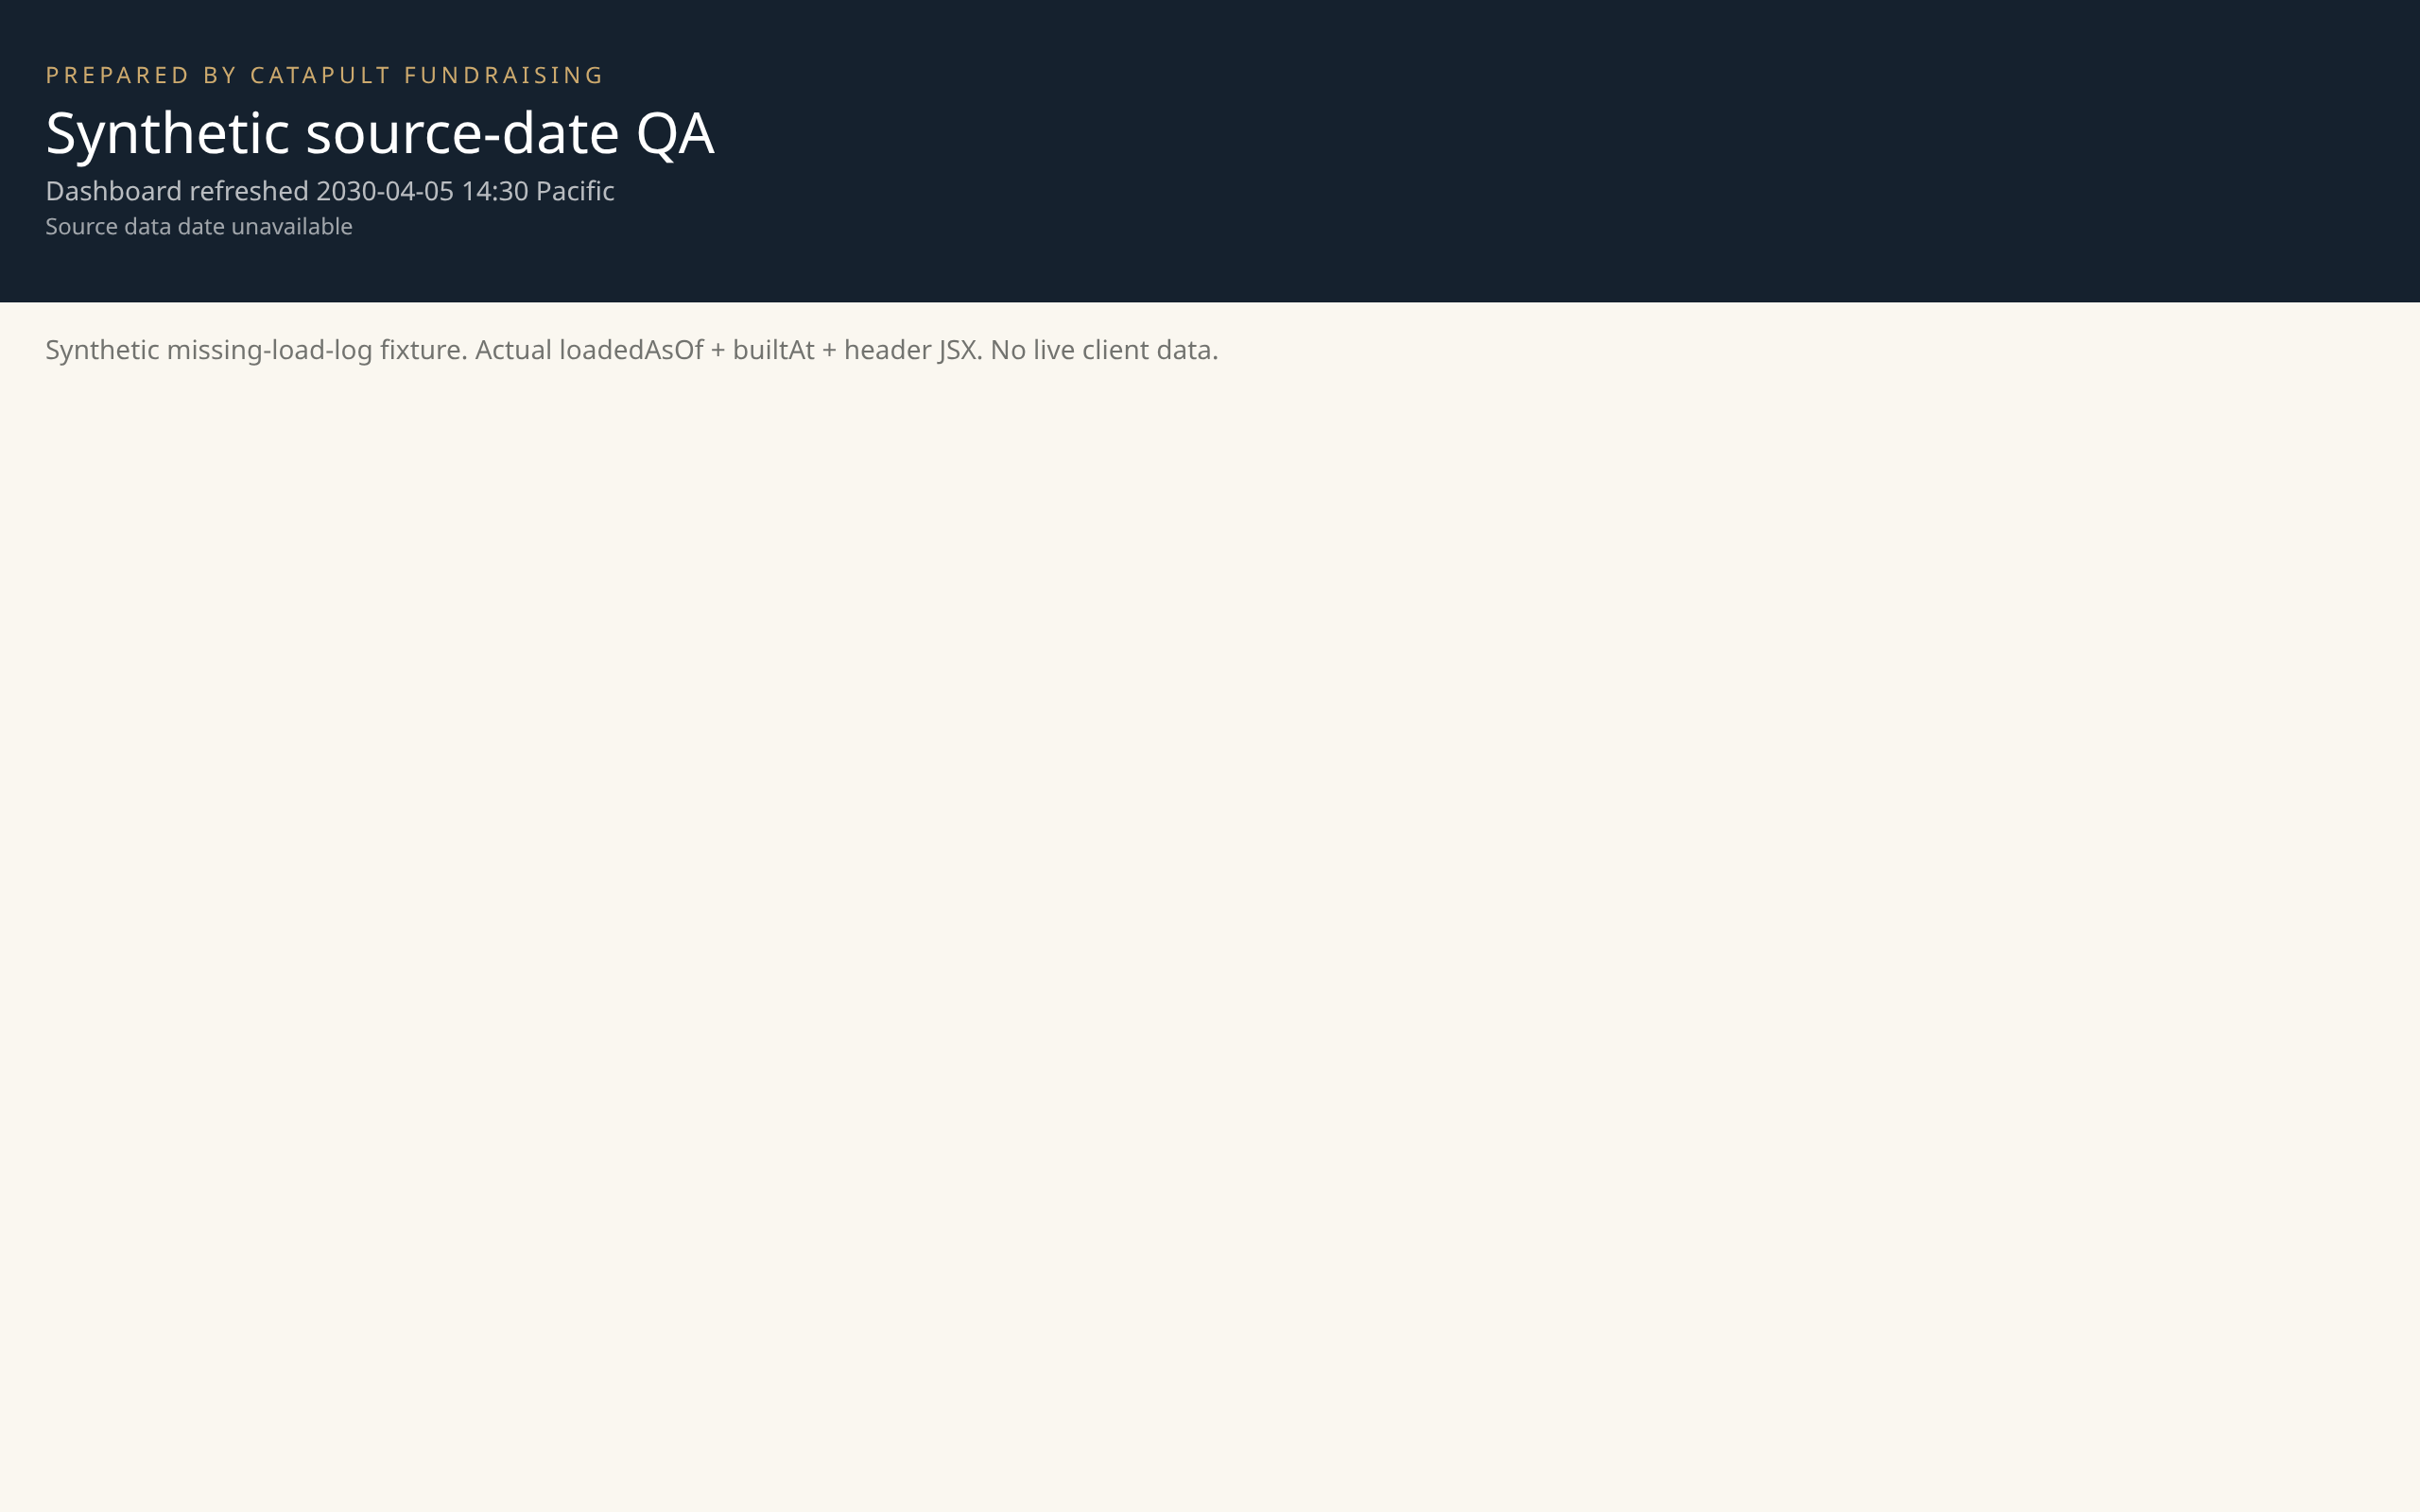 PREPARED BY CATAPULT FUNDRAISING
Synthetic source-date QA
Dashboard refreshed 2030-04-05 14:30 Pacific
Source data date unavailable
Synthetic missing-load-log fixture. Actual loadedAsOf + builtAt + header JSX. No live client data.